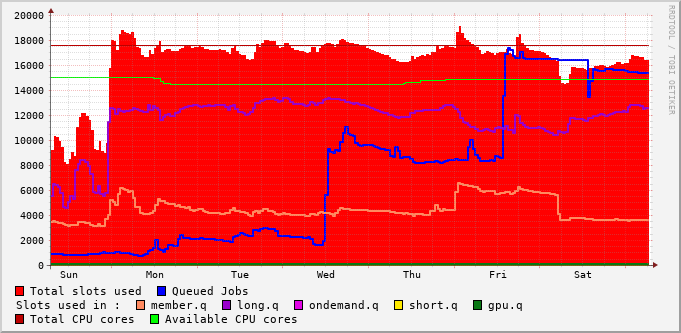 20000
18000
16000
14000
12000
10000
8000
6000
4000
2000
0
Sun Mon Tue Wed Thu Fri Sat
RRDTOOL / TOBI OETIKER
Total slots used Queued Jobs
Slots used in : member.q long.q ondemand.q short.q gpu.q
Total CPU cores Available CPU cores